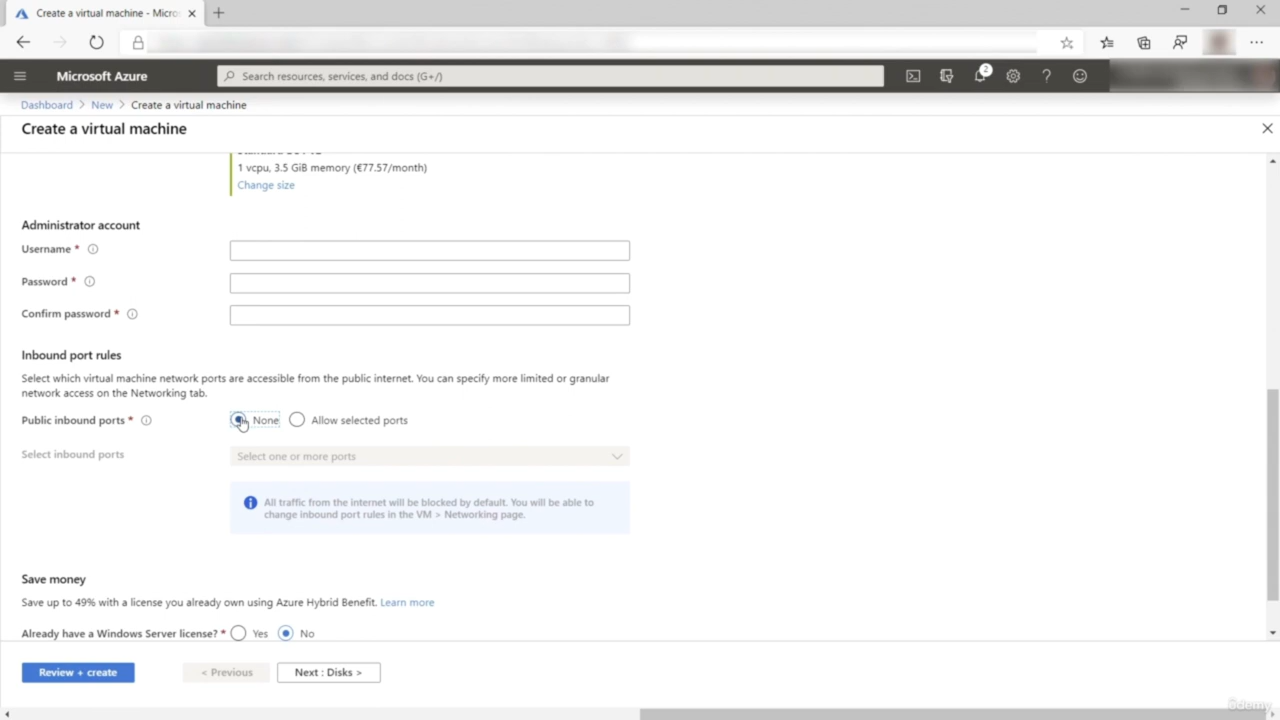 Create a virtual machine - Micros
Microsoft Azure
Search resources, services, and docs (G+/)
2
Dashboard > New > Create a virtual machine
Create a virtual machine
1 vcpu, 3.5 GiB memory (€77.57/month)
Change size
Administrator account
Username *
Password *
Confirm password *
Inbound port rules
Select which virtual machine network ports are accessible from the public internet. You can specify more limited or granular
network access on the Networking tab.
Public inbound ports * None Allow selected ports
Select inbound ports Select one or more ports
All traffic from the internet will be blocked by default. You will be able to
change inbound port rules in the VM > Networking page.
Save money
Save up to 49% with a license you already own using Azure Hybrid Benefit. Learn more
Already have a Windows Server license? * Yes No
Review + create < Previous Next : Disks >
ûdemy